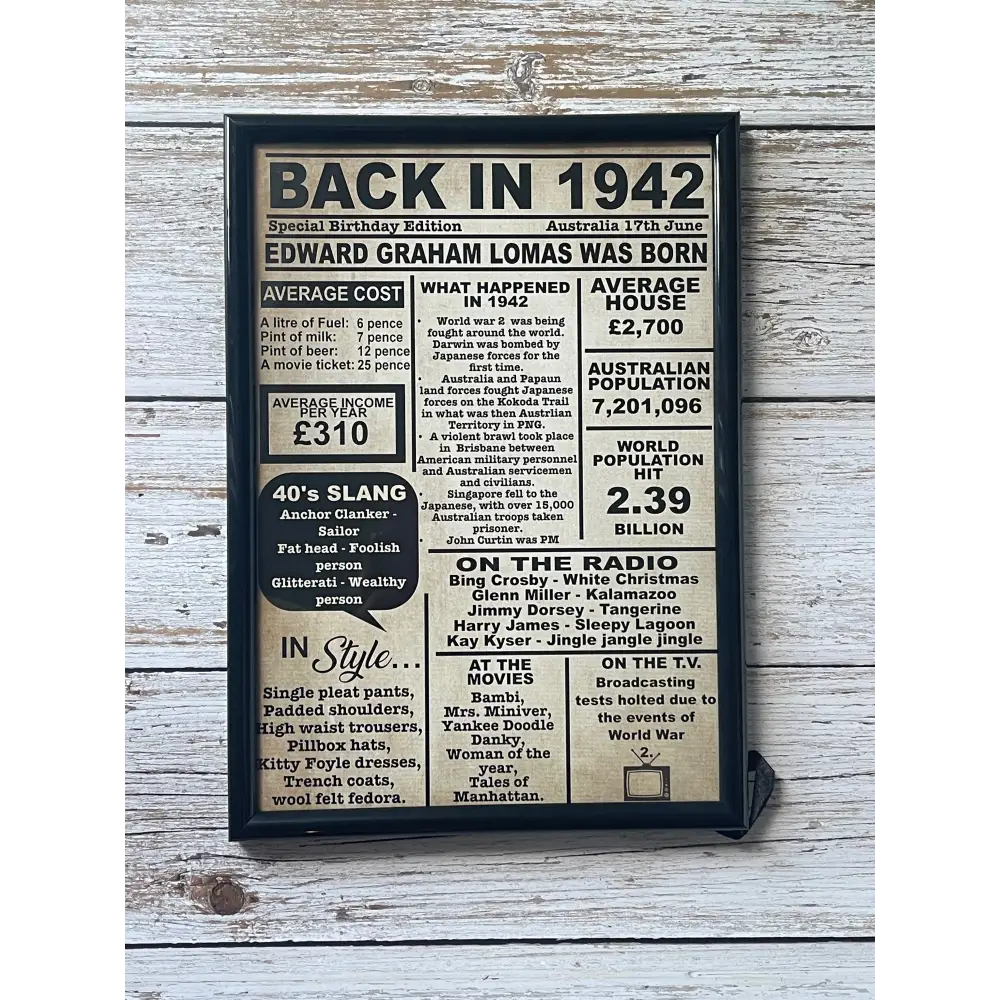 BACK IN 1942
Special Birthday Edition Australia 17th June
EDWARD GRAHAM LOMAS WAS BORN
AVERAGE COST
A litre of Fuel: 6 pence
Pint of milk: 7 pence
Pint of beer: 12 pence
A movie ticket: 25 pence
AVERAGE INCOME
PER YEAR
£310
40's SLANG
Anchor Clanker -
Sailor
Fat head - Foolish
person
Glitterati - Wealthy
person
IN Style...
Single pleat pants,
Padded shoulders,
High waist trousers,
Pillbox hats,
Kitty Foyle dresses,
Trench coats,
wool felt fedora.
WHAT HAPPENED
IN 1942
• World war 2 was being
fought around the world.
Darwin was bombed by
Japanese forces for the
first time.
• Australia and Papaun
land forces fought Japanese
forces on the Kokoda Trail
in what was then Austrlian
Territory in PNG.
• A violent brawl took place
in Brisbane between
American military personnel
and Australian servicemen
and civilians.
• Singapore fell to the
Japanese, with over 15,000
Australian troops taken
prisoner.
• John Curtin was PM
AVERAGE
HOUSE
£2,700
AUSTRALIAN
POPULATION
7,201,096
WORLD
POPULATION
HIT
2.39
BILLION
ON THE RADIO
Bing Crosby - White Christmas
Glenn Miller - Kalamazoo
Jimmy Dorsey - Tangerine
Harry James - Sleepy Lagoon
Kay Kyser - Jingle jangle jingle
AT THE
MOVIES
Bambi,
Mrs. Miniver,
Yankee Doodle
Danky,
Woman of the
year,
Tales of
Manhattan.
ON THE T.V.
Broadcasting
tests holted due to
the events of
World War
2.